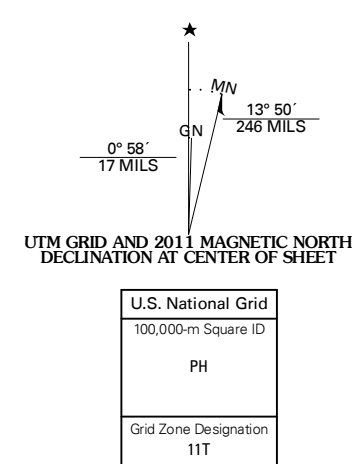 ★
MN
GN
13° 50´
246 MILS
0° 58´
17 MILS
UTM GRID AND 2011 MAGNETIC NORTH
DECLINATION AT CENTER OF SHEET
U.S. National Grid
100,000-m Square ID
PH
Grid Zone Designation
11T